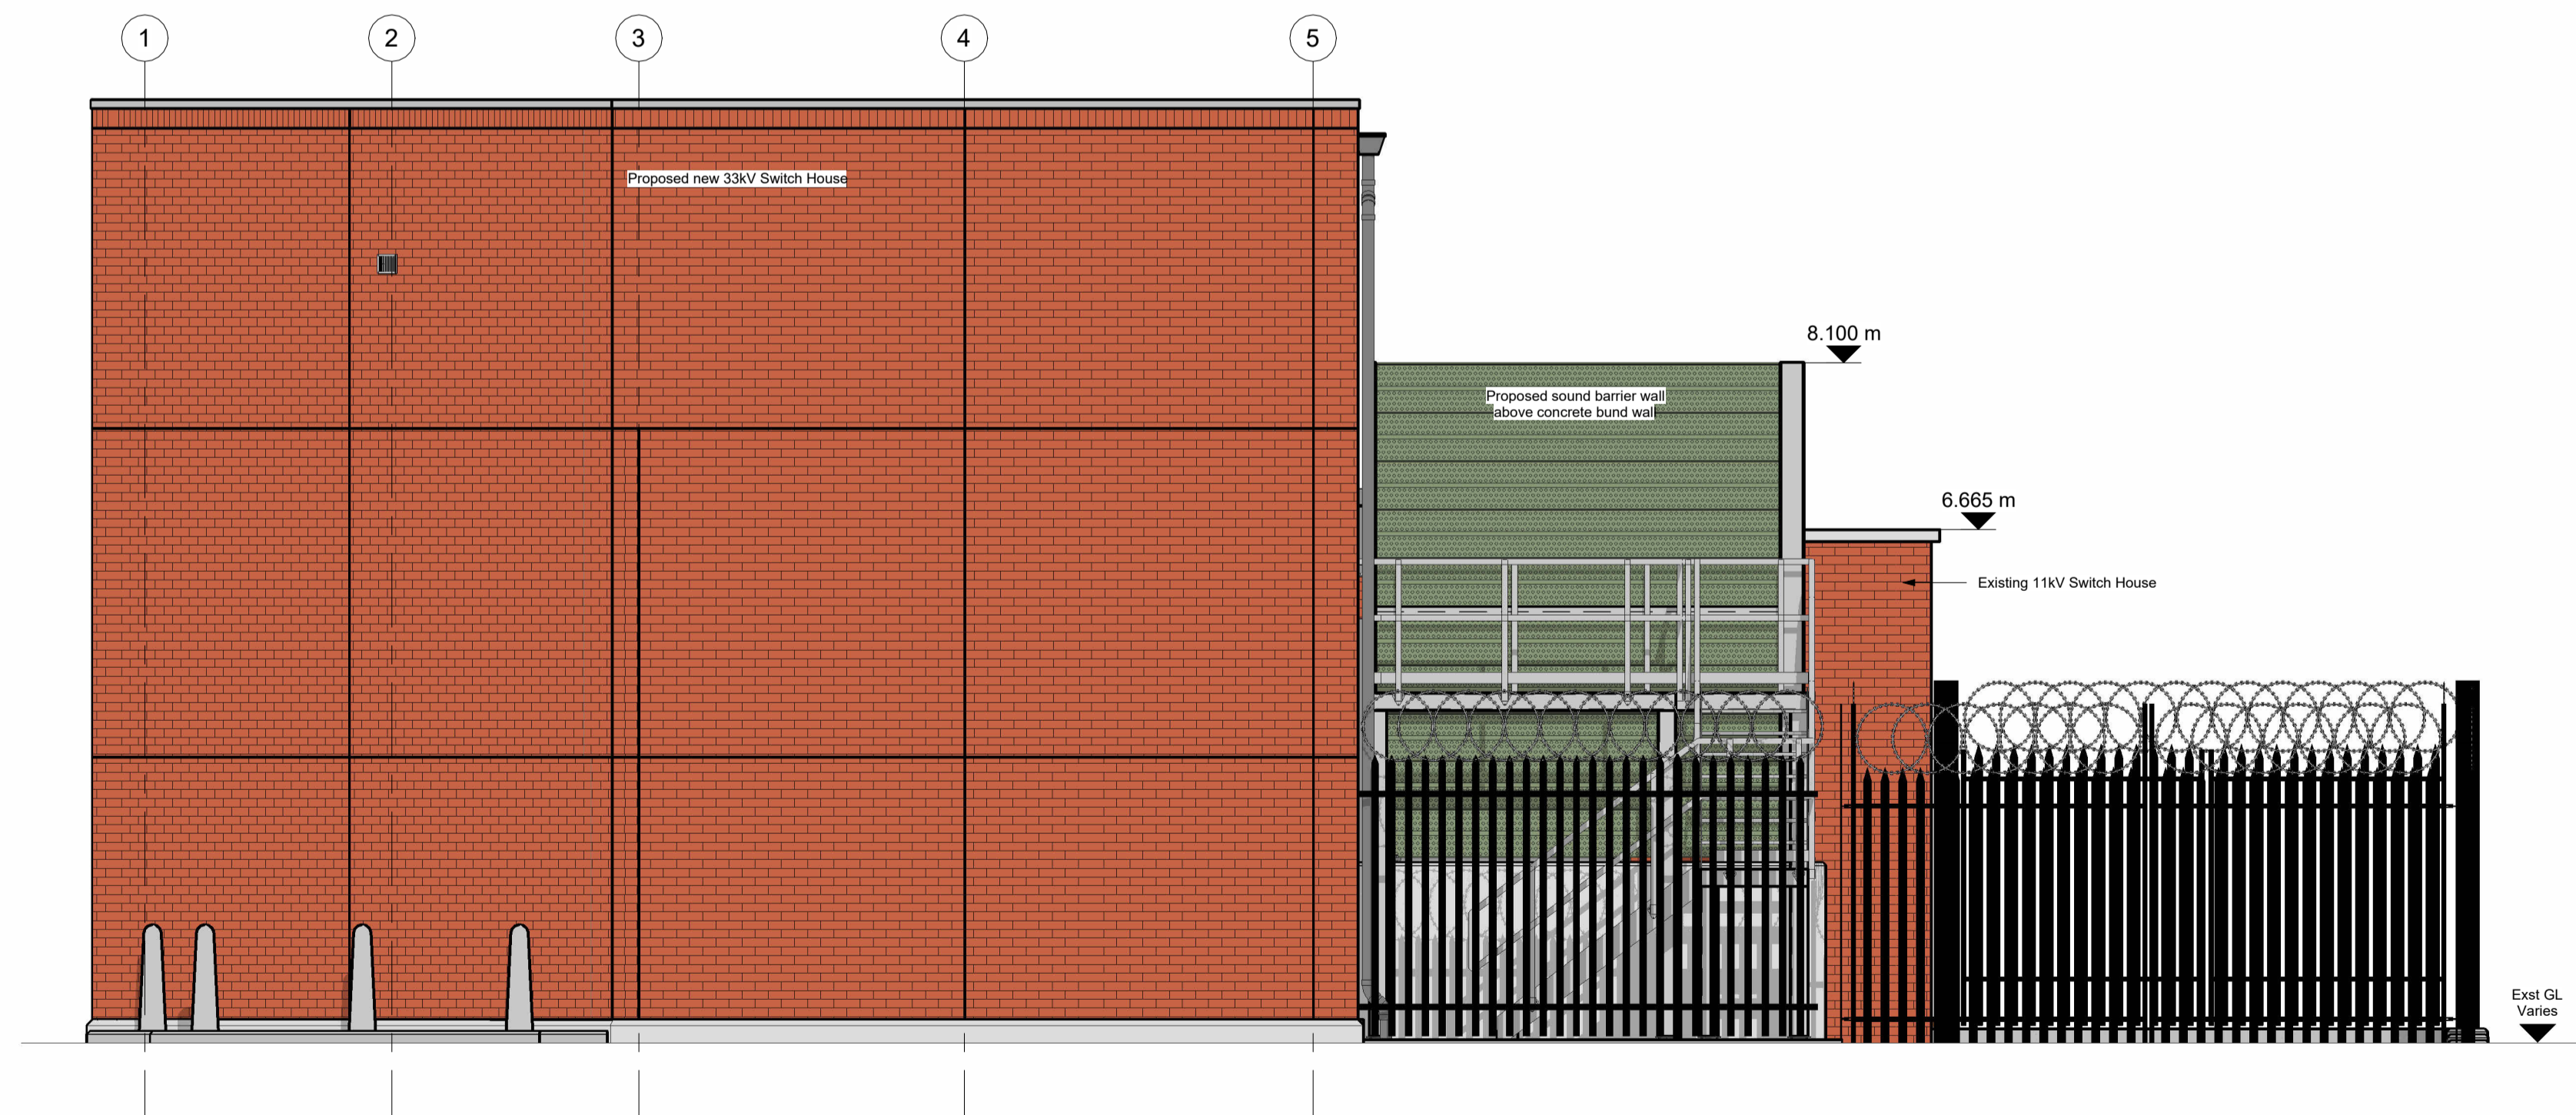 1
2
3
4
5
Proposed new 33kV Switch House
8.100 m
Proposed sound barrier wall
above concrete bund wall
6.665 m
Existing 11kV Switch House
Exst GL
Varies